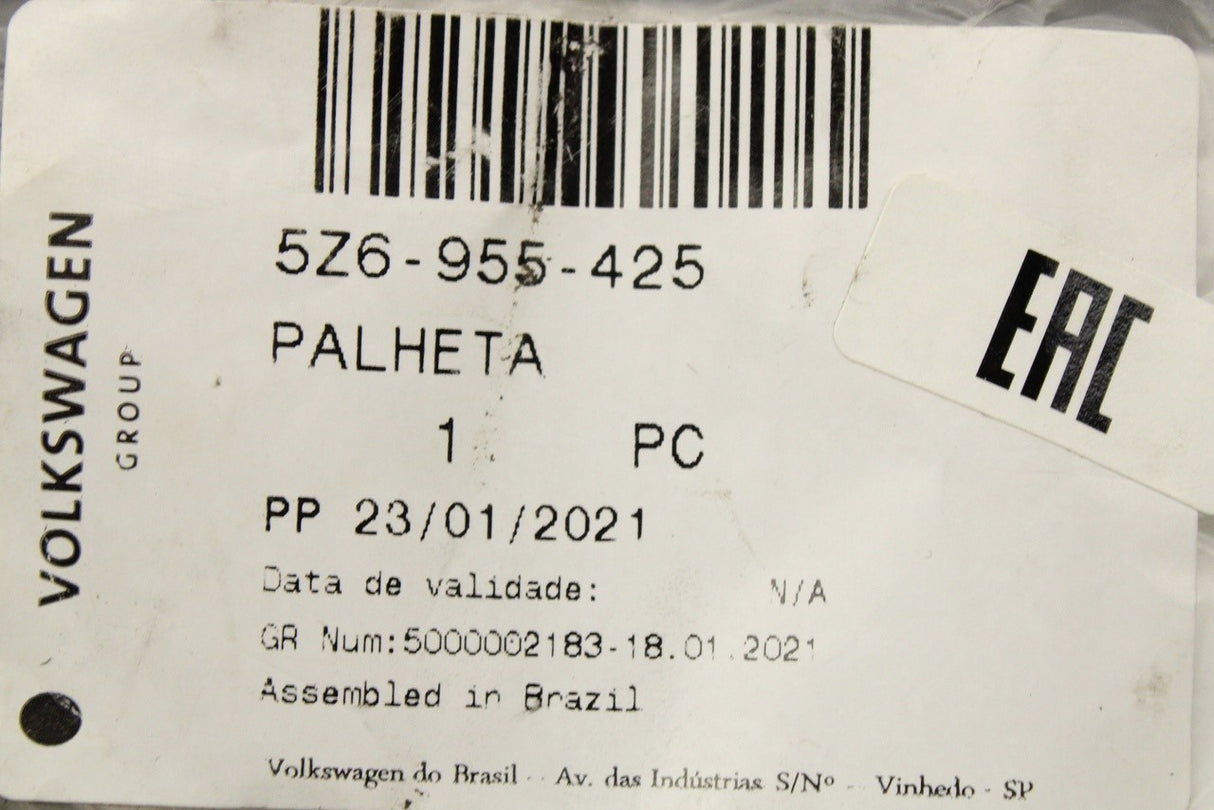 VOLKSWAGEN
GROUP
5Z6-955-425
PALHETA
1 PC
PP 23/01/2021
Data de validade: N/A
GR Num:5000002183-18.01.2021
Assembled in Brazil
Volkswagen do Brasil - Av. das Indústrias S/Nº - Vinhedo - SP
EAC